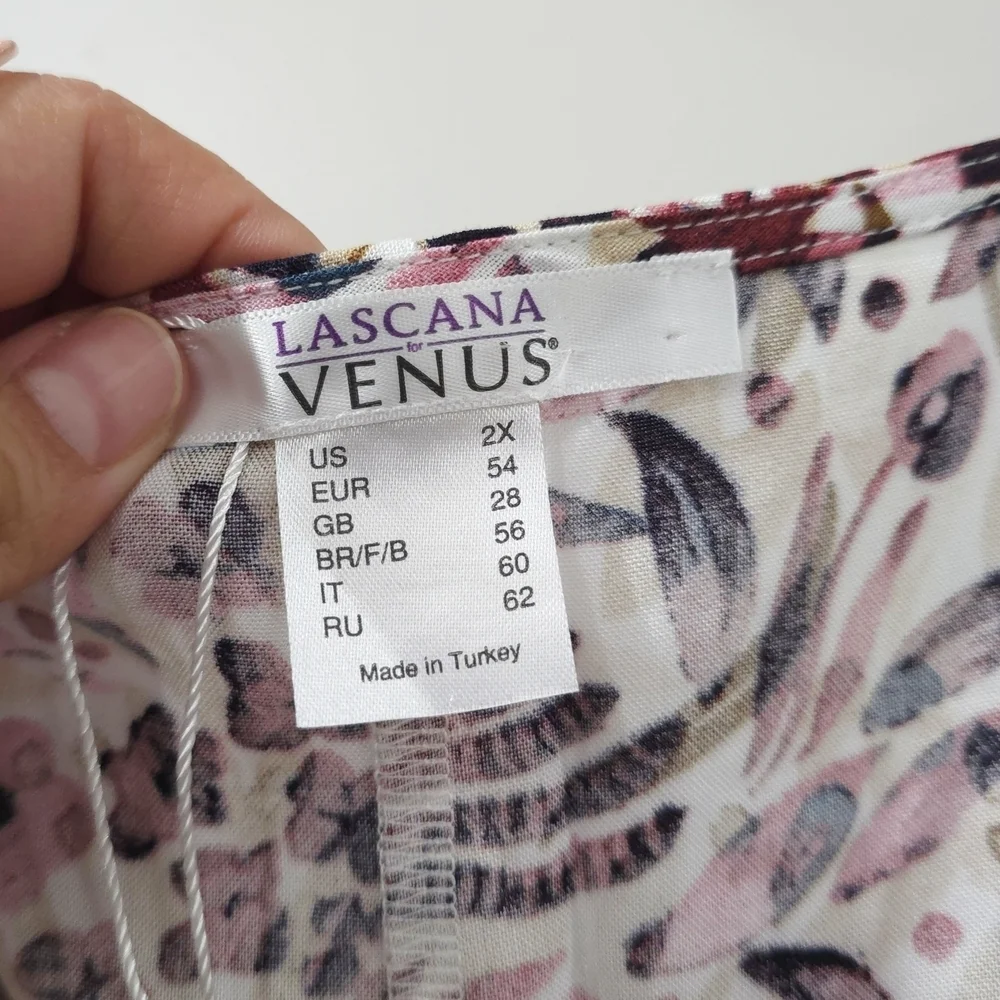 LASCANA
for
VENUS®
US 2X
EUR 54
GB 28
BR/F/B 56
IT 60
RU 62
Made in Turkey